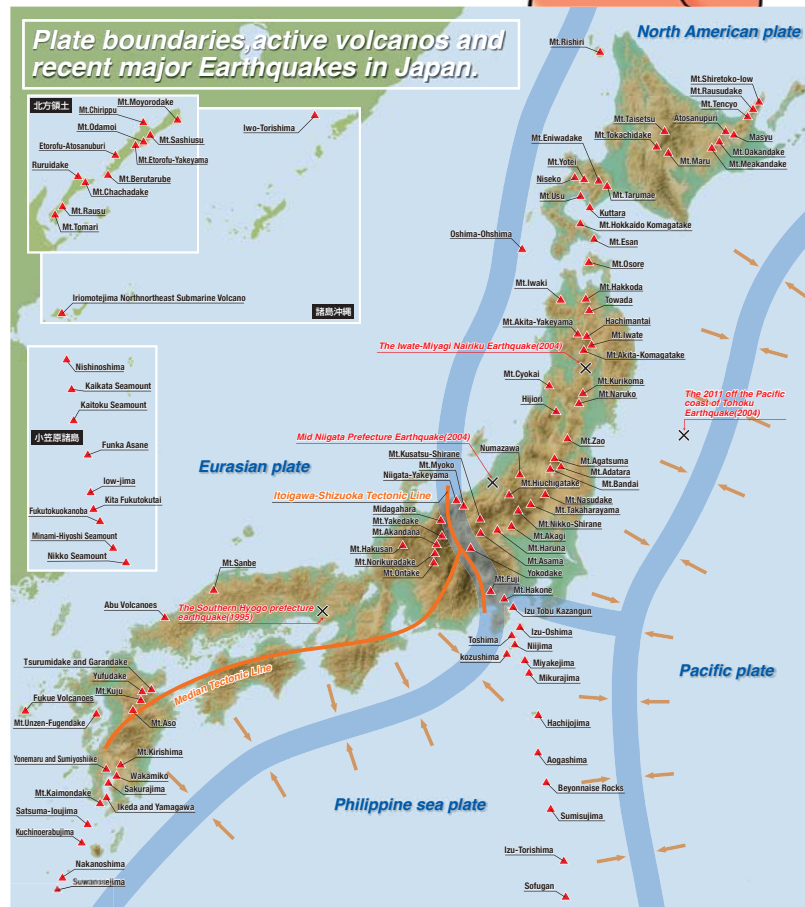 Plate boundaries,active volcanos and
recent major Earthquakes in Japan.
North American plate
Mt.Rishiri
Mt.Shiretoko-Iow
Mt.Rausudake
Mt.Tencyo
Mt.Taisetsu
Atosanupuri
Mt.Tokachidake
Masyu
Mt.Oakandake
Mt.Maru
Mt.Meakandake
Mt.Eniwadake
Mt.Yotei
Niseko
Mt.Tarumae
Mt.Usu
Kuttara
Mt.Hokkaido Komagatake
Oshima-Ohshima
Mt.Esan
Mt.Osore
北方領土
Mt.Moyorodake
Mt.Chirippu
Mt.Odamoi
Mt.Sashiusu
Etorofu-Atosanuburi
Mt.Etorofu-Yakeyama
Ruruidake
Mt.Berutarube
Mt.Chachadake
Mt.Rausu
Mt.Tomari
Iwo-Torishima
Iriomotejima Northnortheast Submarine Volcano
諸島沖縄
Mt.Iwaki
Mt.Hakkoda
Towada
Mt.Akita-Yakeyama
Hachimantai
Mt.Iwate
The Iwate-Miyagi Nairiku Earthquake(2004)
Mt.Akita-Komagatake
Mt.Cyokai
Mt.Kurikoma
Hijiori
Mt.Naruko
The 2011 off the Pacific
coast of Tohoku
Earthquake(2004)
Nishinoshima
Kaikata Seamount
Kaitoku Seamount
小笠原諸島
Funka Asane
Iow-jima
Kita Fukutokutai
Fukutokuokanoba
Minami-Hiyoshi Seamount
Nikko Seamount
Mid Niigata Prefecture Earthquake(2004)
Mt.Zao
Numazawa
Mt.Kusatsu-Shirane
Mt.Agatsuma
Mt.Myoko
Mt.Adatara
Eurasian plate
Niigata-Yakeyama
Mt.Bandai
Mt.Hiuchigatake
Itoigawa-Shizuoka Tectonic Line
Mt.Nasudake
Mt.Takaharayama
Midagahara
Mt.Nikko-Shirane
Mt.Yakedake
Mt.Akagi
Mt.Akandana
Mt.Haruna
Mt.Hakusan
Mt.Asama
Mt.Norikuradake
Yokodake
Mt.Ontake
Mt.Sanbe
Mt.Fuji
Mt.Hakone
Abu Volcanoes
The Southern Hyogo prefecture
earthquake(1995)
Izu Tobu Kazangun
Izu-Oshima
Toshima
Niijima
kozushima
Miyakejima
Mikurajima
Pacific plate
Tsurumidake and Garandake
Yufudake
Median Tectonic Line
Mt.Kuju
Fukue Volcanoes
Mt.Unzen-Fugendake
Mt.Aso
Hachijojima
Mt.Kirishima
Yonemaru and Sumiyoshike
Wakamiko
Aogashima
Sakurajima
Beyonnaise Rocks
Mt.Kaimondake
Ikeda and Yamagawa
Philippine sea plate
Satsuma-Ioujima
Sumisujima
Kuchinoerabujima
Izu-Torishima
Nakanoshima
Suwanosejima
Sofugan